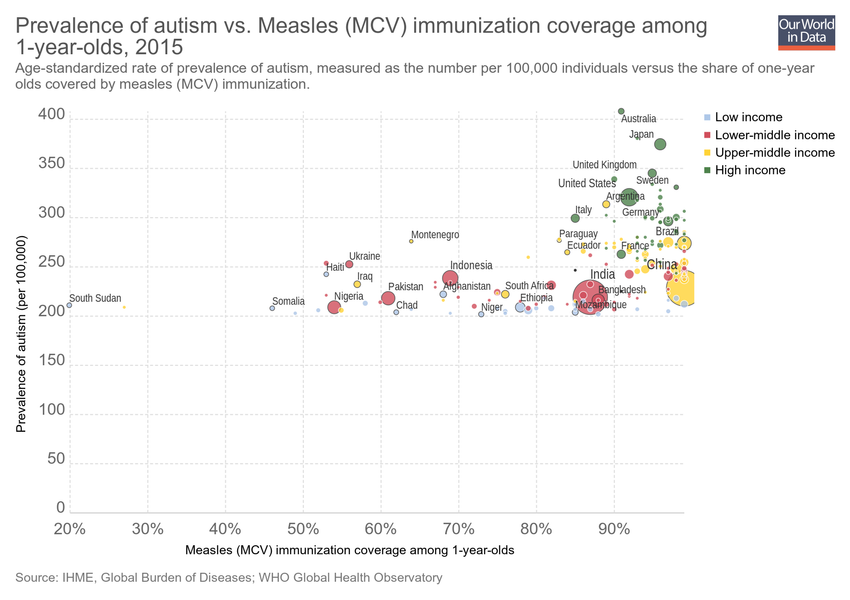 Prevalence of autism vs. Measles (MCV) immunization coverage among
1-year-olds, 2015
Our World
in Data
Age-standardized rate of prevalence of autism, measured as the number per 100,000 individuals versus the share of one-year
olds covered by measles (MCV) immunization.
Prevalence of autism (per 100,000)
400
350
300
250
200
150
100
50
0
20%
30%
40%
50%
60%
70%
80%
90%
Measles (MCV) immunization coverage among 1-year-olds
Australia
Japan
United Kingdom
Sweden
United States
Argentina
Italy
Germany
Paraguay
Brazil
Montenegro
Ecuador
France
Ukraine
Haiti
Indonesia
China
Iraq
India
Pakistan
Afghanistan
South Africa
Bangladesh
South Sudan
Somalia
Nigeria
Ethiopia
Chad
Niger
Mozambique
Low income
Lower-middle income
Upper-middle income
High income
Source: IHME, Global Burden of Diseases; WHO Global Health Observatory